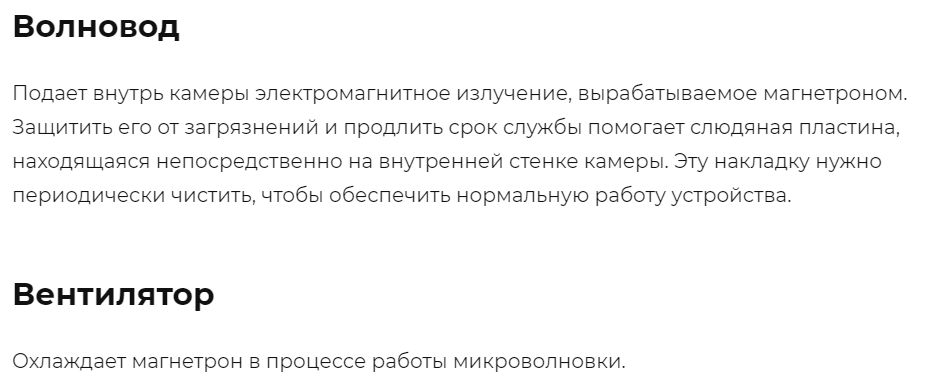 Волновод
Подает внутрь камеры электромагнитное излучение, вырабатываемое магнетроном.
Защитить его от загрязнений и продлить срок службы помогает слюдяная пластина,
находящаяся непосредственно на внутренней стенке камеры. Эту накладку нужно
периодически чистить, чтобы обеспечить нормальную работу устройства.
Вентилятор
Охлаждает магнетрон в процессе работы микроволновки.